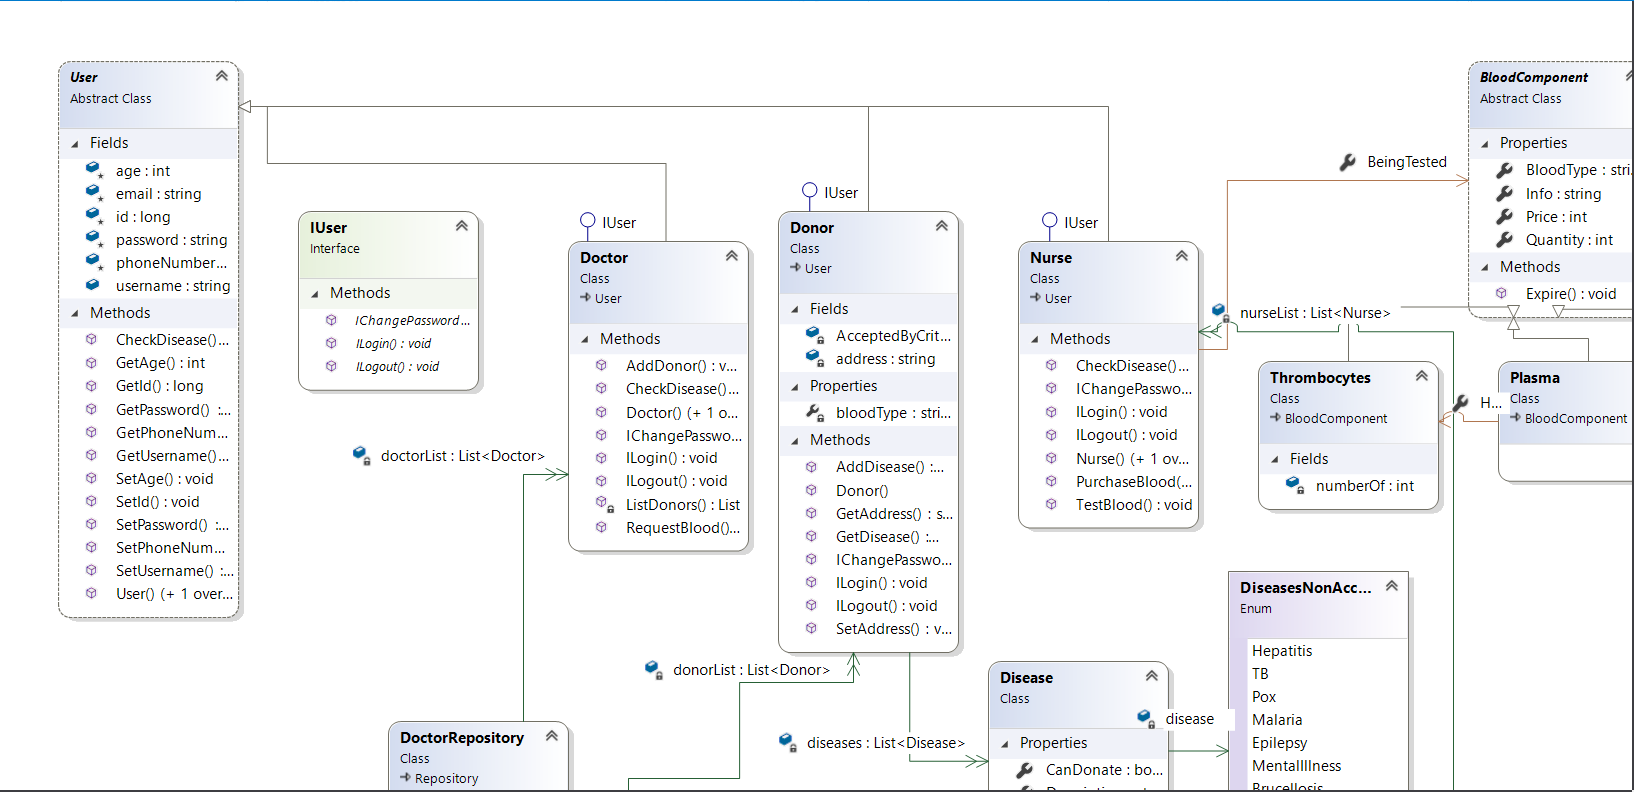 User
Abstract Class
Fields
age : int
email : string
id : long
password : string
phoneNumber...
username : string
Methods
CheckDisease()...
GetAge() : int
GetId() : long
GetPassword() :...
GetPhoneNum...
GetUsername()...
SetAge() : void
SetId() : void
SetPassword() :...
SetPhoneNum...
SetUsername() :...
User() (+ 1 over...
IUser
Interface
Methods
IChangePassword...
ILogin() : void
ILogout() : void
IUser
Doctor
Class
User
Methods
AddDonor() : v...
CheckDisease()...
Doctor() (+ 1 o...
IChangePasswo...
ILogin() : void
ILogout() : void
ListDonors() : List
RequestBlood()...
doctorList : List<Doctor>
DoctorRepository
Class
Repository
IUser
Donor
Class
User
Fields
AcceptedByCrit...
address : string
Properties
bloodType : stri...
Methods
AddDisease() :...
Donor()
GetAddress() : s...
GetDisease() :...
IChangePasswo...
ILogin() : void
ILogout() : void
SetAddress() : v...
donorList : List<Donor>
diseases : List<Disease>
IUser
Nurse
Class
User
Methods
CheckDisease()...
IChangePasswo...
ILogin() : void
ILogout() : void
Nurse() (+ 1 ov...
PurchaseBlood(...
TestBlood() : void
nurseList : List<Nurse>
BeingTested
BloodComponent
Abstract Class
Properties
BloodType : stri...
Info : string
Price : int
Quantity : int
Methods
Expire() : void
Thrombocytes
Class
BloodComponent
Fields
numberOf : int
H...
Plasma
Class
BloodComponent
Disease
Class
Properties
CanDonate : bo...
disease
DiseasesNonAcc...
Enum
Hepatitis
TB
Pox
Malaria
Epilepsy
MentalIllness
Brucellosis